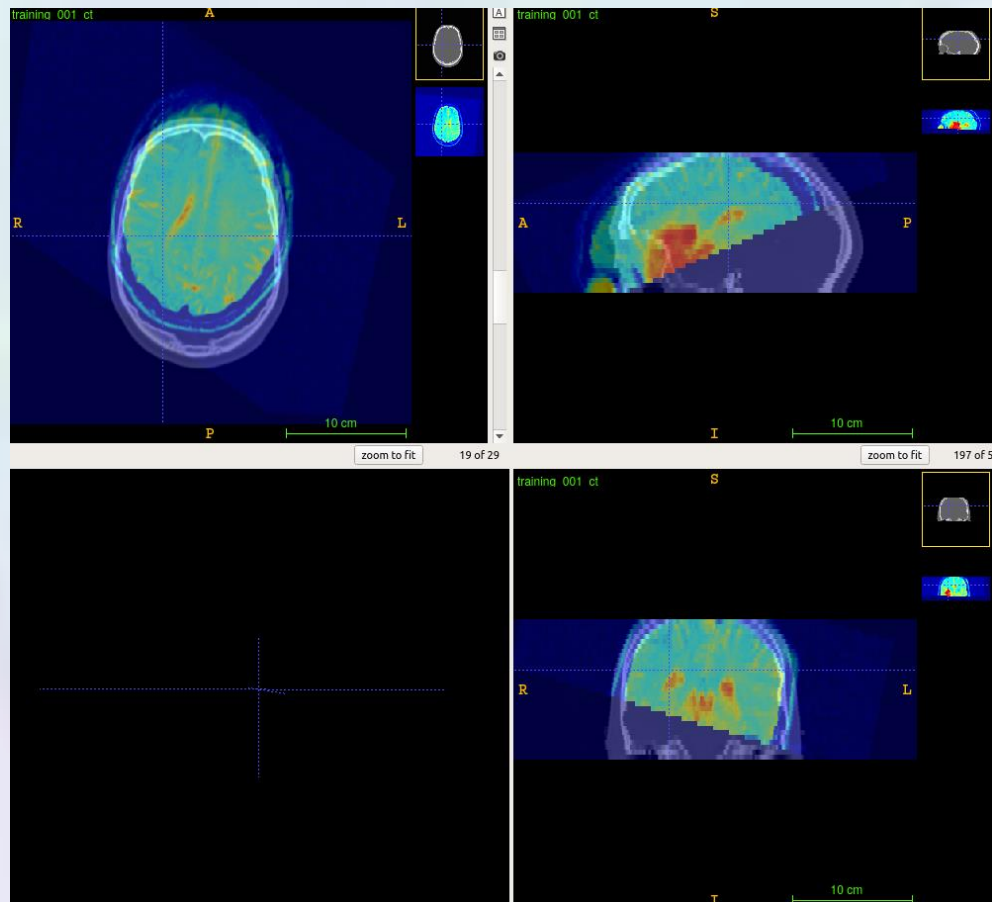 training 001 ct
A
A
R
L
10 cm
P
zoom to fit
19 of 29
training 001 ct
S
A
P
10 cm
I
zoom to fit
197 of 5
training 001 ct
S
R
L
10 cm
I